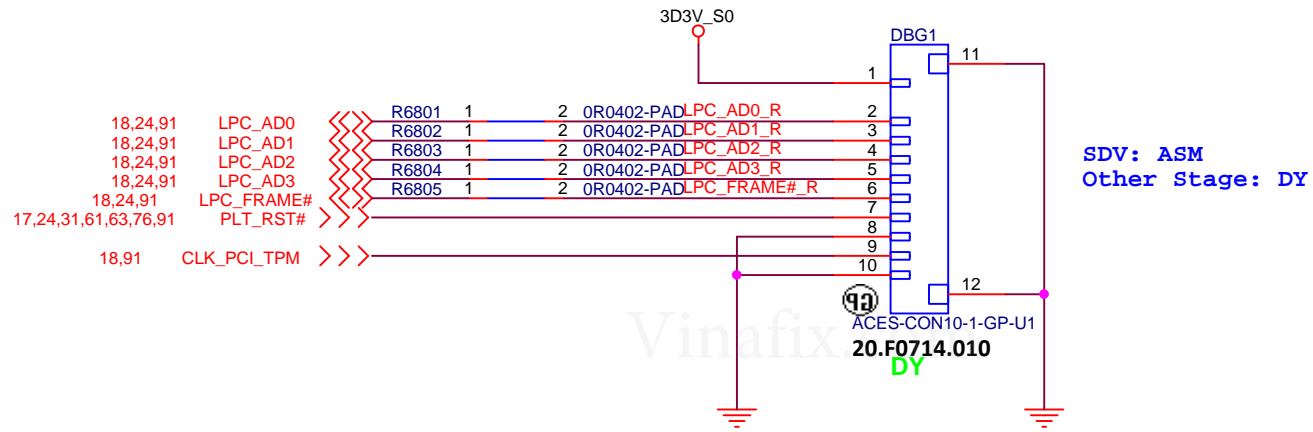 3D3V_S0
DBG1
11
1
18,24,91 LPC_AD0 R6801 1 2 0R0402-PAD LPC_AD0_R 2
18,24,91 LPC_AD1 R6802 1 2 0R0402-PAD LPC_AD1_R 3
18,24,91 LPC_AD2 R6803 1 2 0R0402-PAD LPC_AD2_R 4
18,24,91 LPC_AD3 R6804 1 2 0R0402-PAD LPC_AD3_R 5
18,24,91 LPC_FRAME# R6805 1 2 0R0402-PAD LPC_FRAME#_R 6
17,24,31,61,63,76,91 PLT_RST# 7
8
18,91 CLK_PCI_TPM 9
10
12
SDV: ASM
Other Stage: DY
GP
ACES-CON10-1-GP-U1
20.F0714.010
DY
Vinafix.